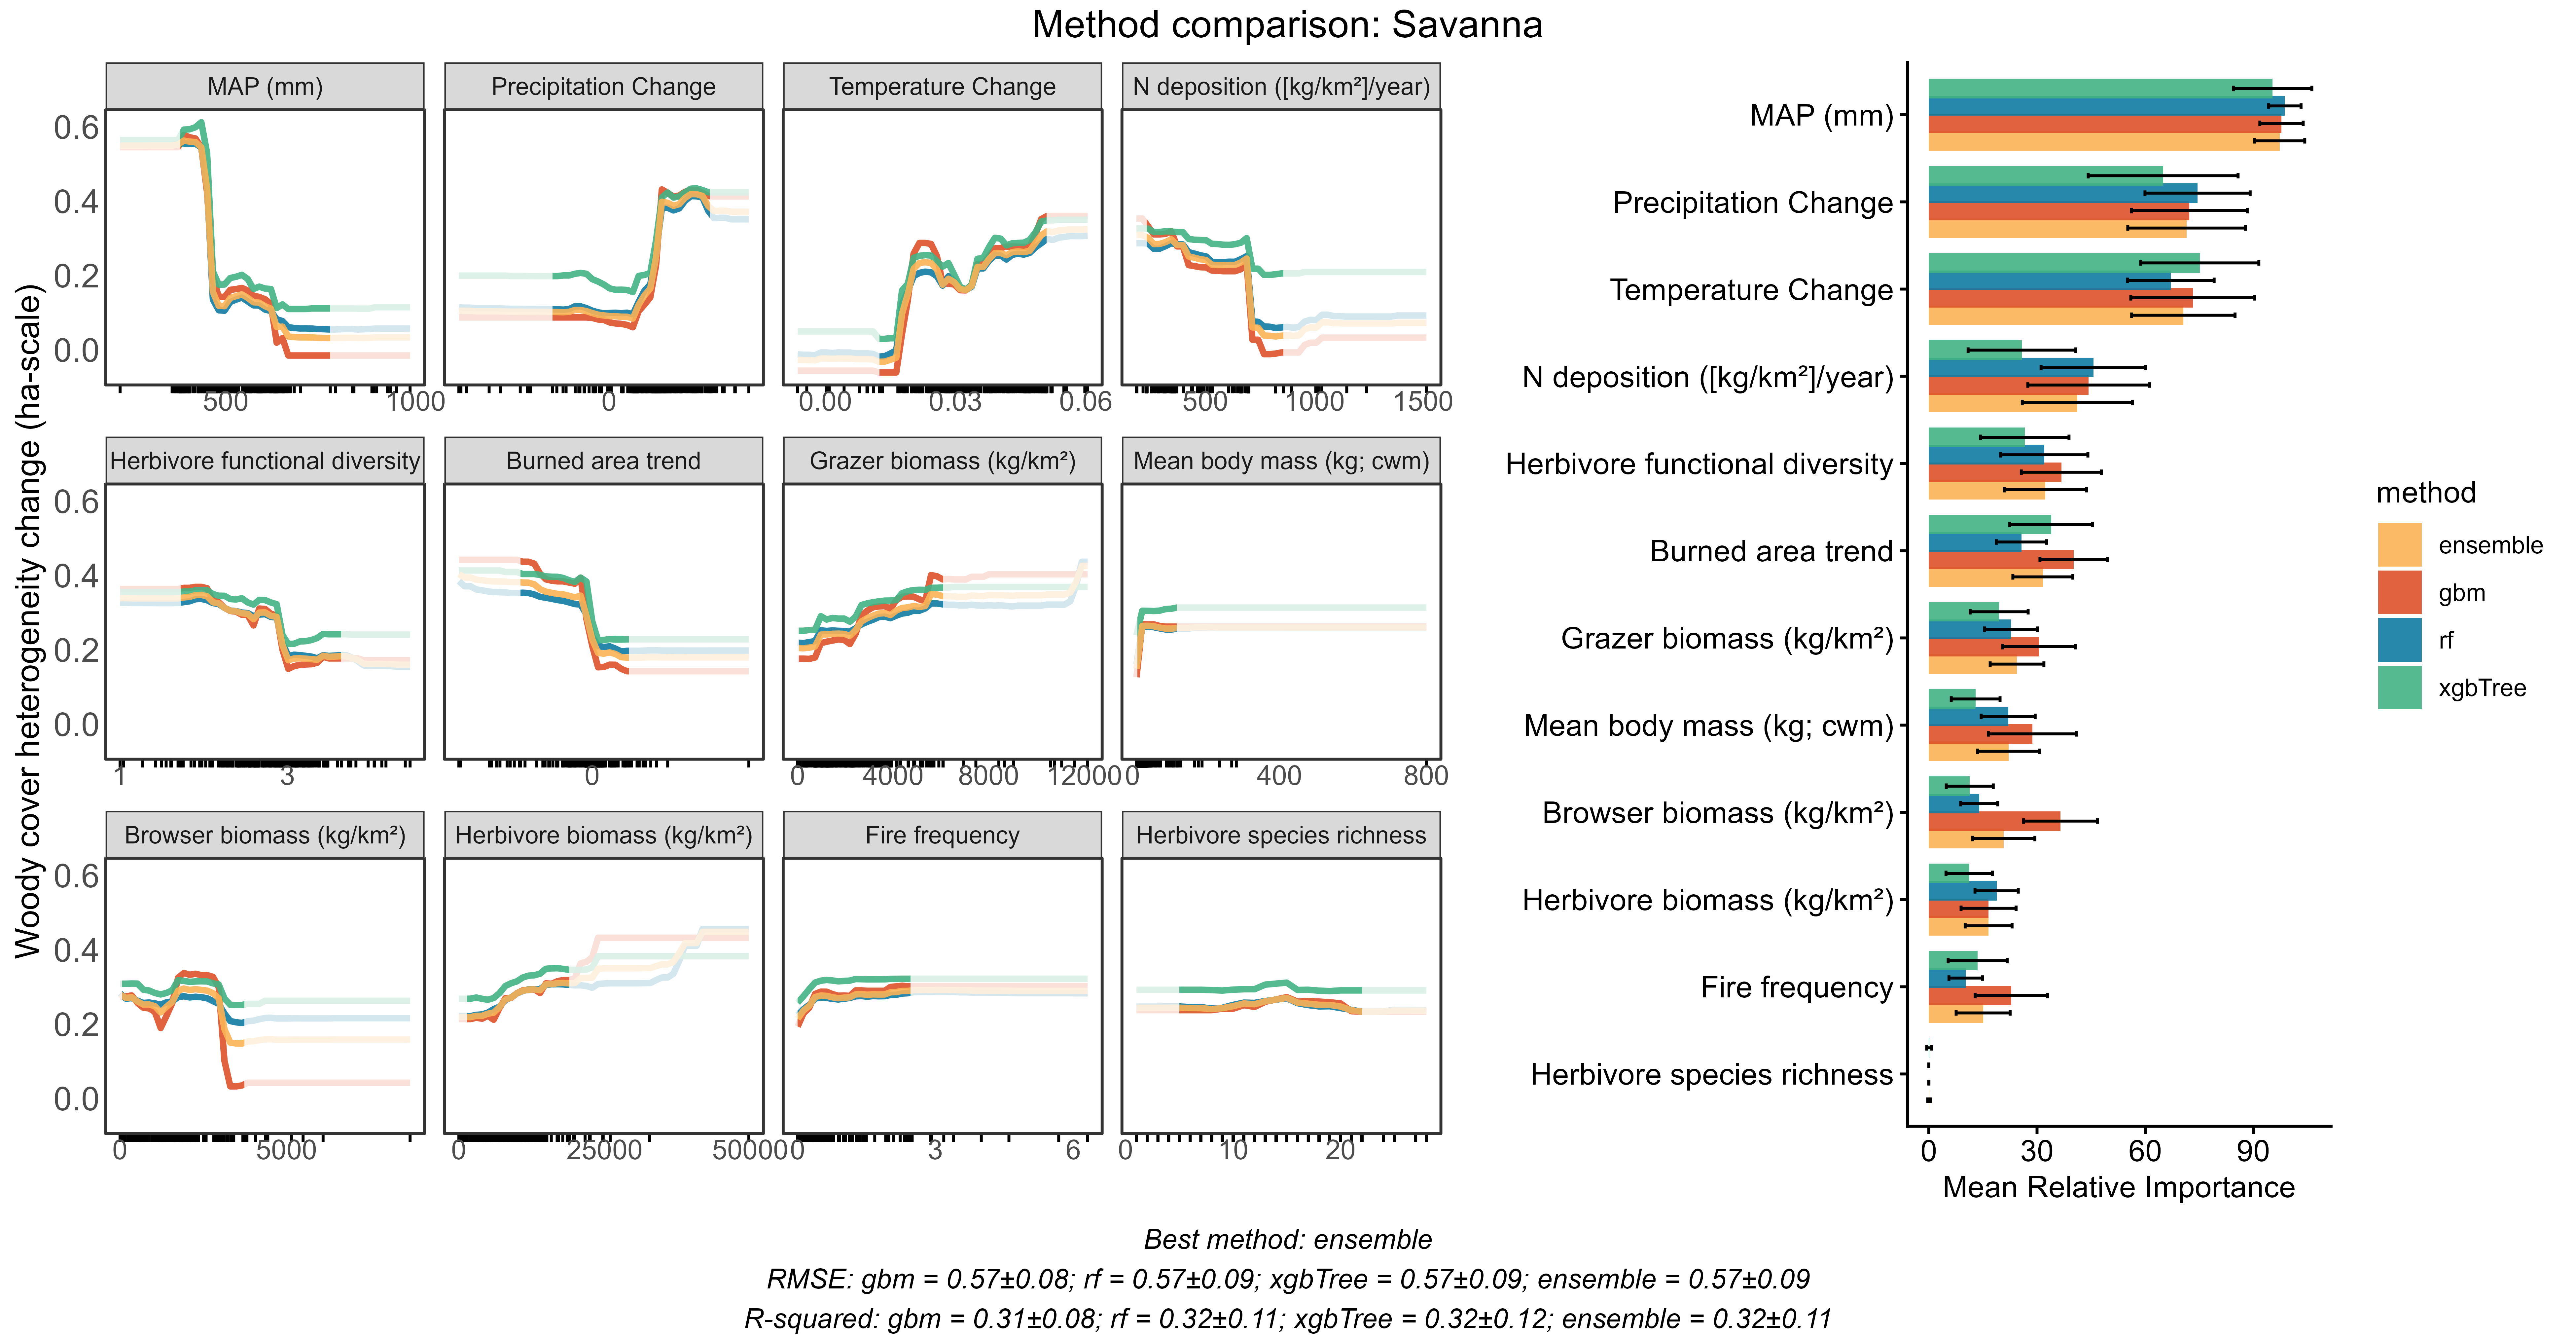 Method comparison: Savanna
Woody cover heterogeneity change (ha-scale)
MAP (mm)
Precipitation Change
Temperature Change
N deposition ([kg/km²]/year)
0.6
0.4
0.2
0.0
500
1000
0
0.00
0.03
0.06
500
1000
1500
Herbivore functional diversity
Burned area trend
Grazer biomass (kg/km²)
Mean body mass (kg; cwm)
0.6
0.4
0.2
0.0
1
3
0
0
4000
8000
12000
0
400
800
Browser biomass (kg/km²)
Herbivore biomass (kg/km²)
Fire frequency
Herbivore species richness
0.6
0.4
0.2
0.0
0
5000
0
25000
50000
0
3
6
0
10
20
MAP (mm)
Precipitation Change
Temperature Change
N deposition ([kg/km²]/year)
Herbivore functional diversity
Burned area trend
Grazer biomass (kg/km²)
Mean body mass (kg; cwm)
Browser biomass (kg/km²)
Herbivore biomass (kg/km²)
Fire frequency
Herbivore species richness
0
30
60
90
Mean Relative Importance
method
ensemble
gbm
rf
xgbTree
Best method: ensemble
RMSE: gbm = 0.57±0.08; rf = 0.57±0.09; xgbTree = 0.57±0.09; ensemble = 0.57±0.09
R-squared: gbm = 0.31±0.08; rf = 0.32±0.11; xgbTree = 0.32±0.12; ensemble = 0.32±0.11